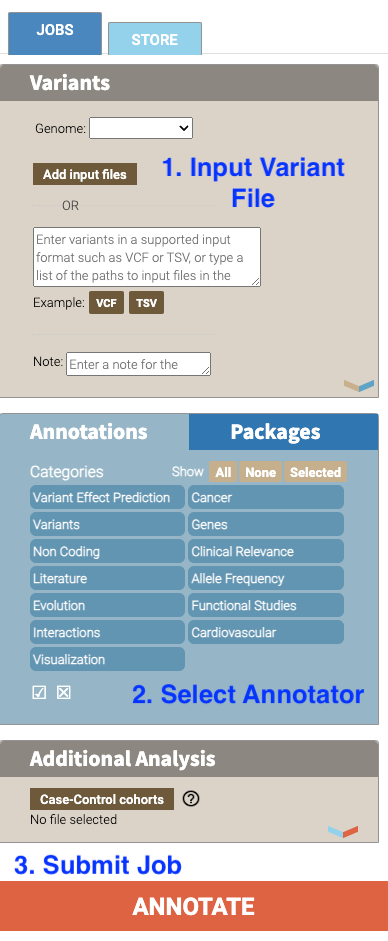 JOBS
STORE
Variants
Genome:
Add input files
1. Input Variant
File
OR
Enter variants in a supported input
format such as VCF or TSV, or type a
list of the paths to input files in the
Example: VCF TSV
Note: Enter a note for the
Annotations
Packages
Categories
Show All None Selected
Variant Effect Prediction
Cancer
Variants
Genes
Non Coding
Clinical Relevance
Literature
Allele Frequency
Evolution
Functional Studies
Interactions
Cardiovascular
Visualization
2. Select Annotator
Additional Analysis
Case-Control cohorts ?
No file selected
3. Submit Job
ANNOTATE